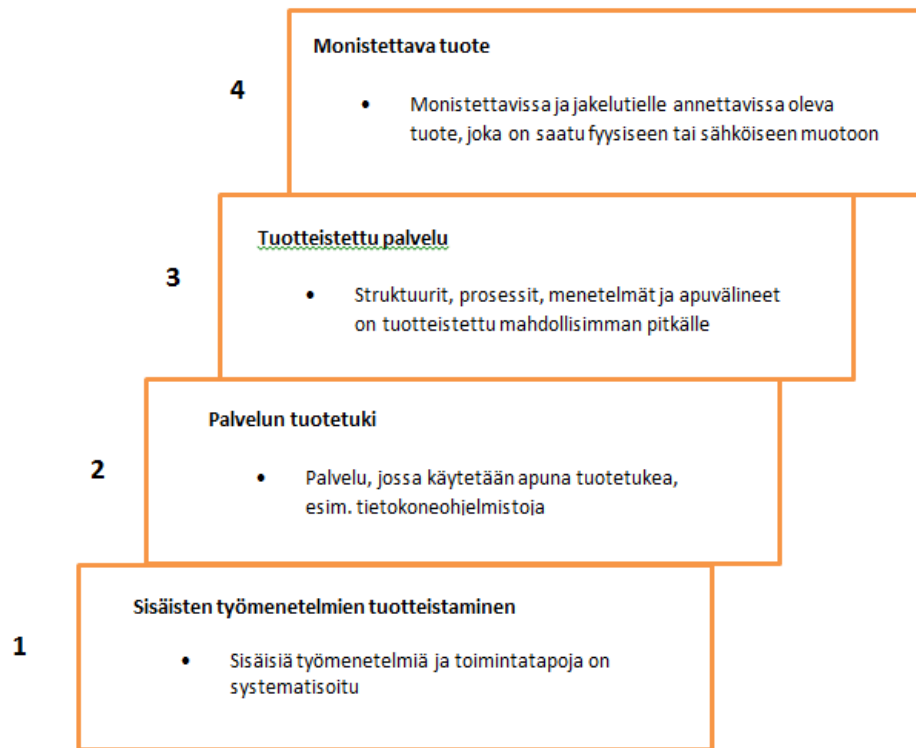 Monistettava tuote
4
• Monistettavissa ja jakelutielle annettavissa oleva
tuote, joka on saatu fyysiseen tai sähköiseen muotoon
Tuotteistettu palvelu
3
• Struktuurit, prosessit, menetelmät ja apuvälineet
on tuotteistettu mahdollisimman pitkälle
Palvelun tuotetuki
2
• Palvelu, jossa käytetään apuna tuotetukea,
esim. tietokoneohjelmistoja
Sisäisten työmenetelmien tuotteistaminen
1
• Sisäisiä työmenetelmiä ja toimintatapoja on
systematisoitu